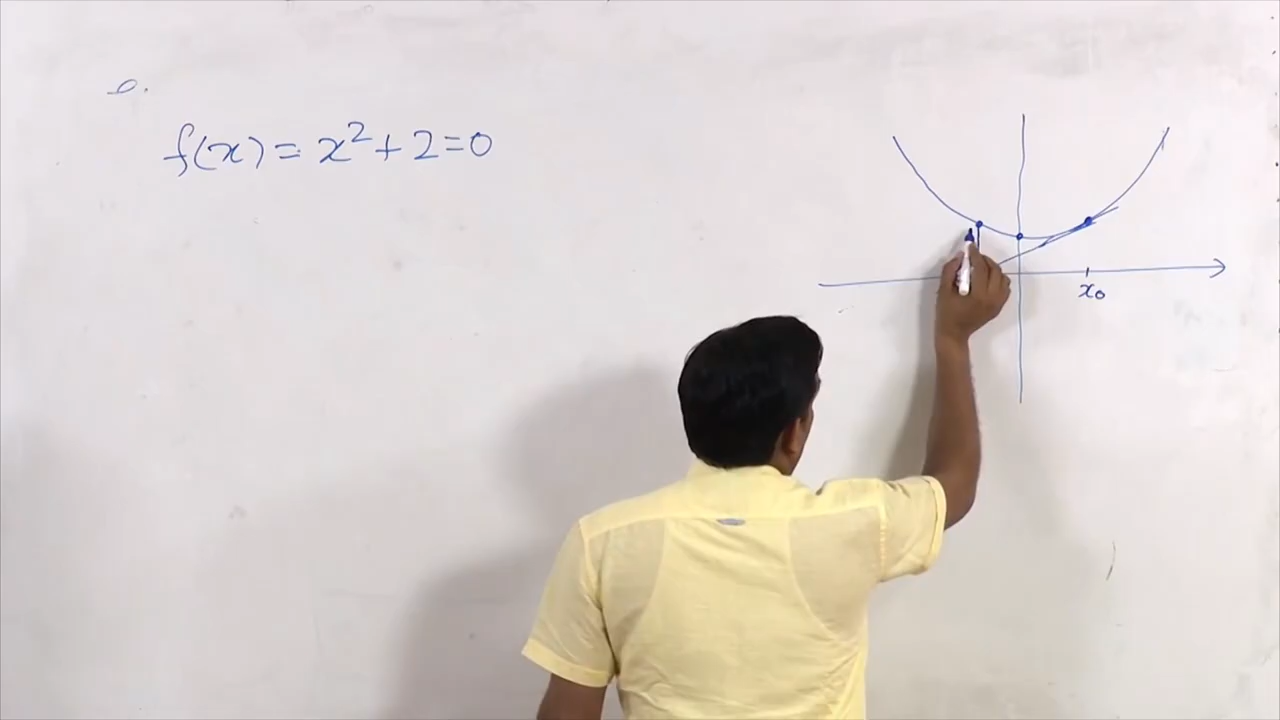 f(x) = x² + 2 = 0
x₀